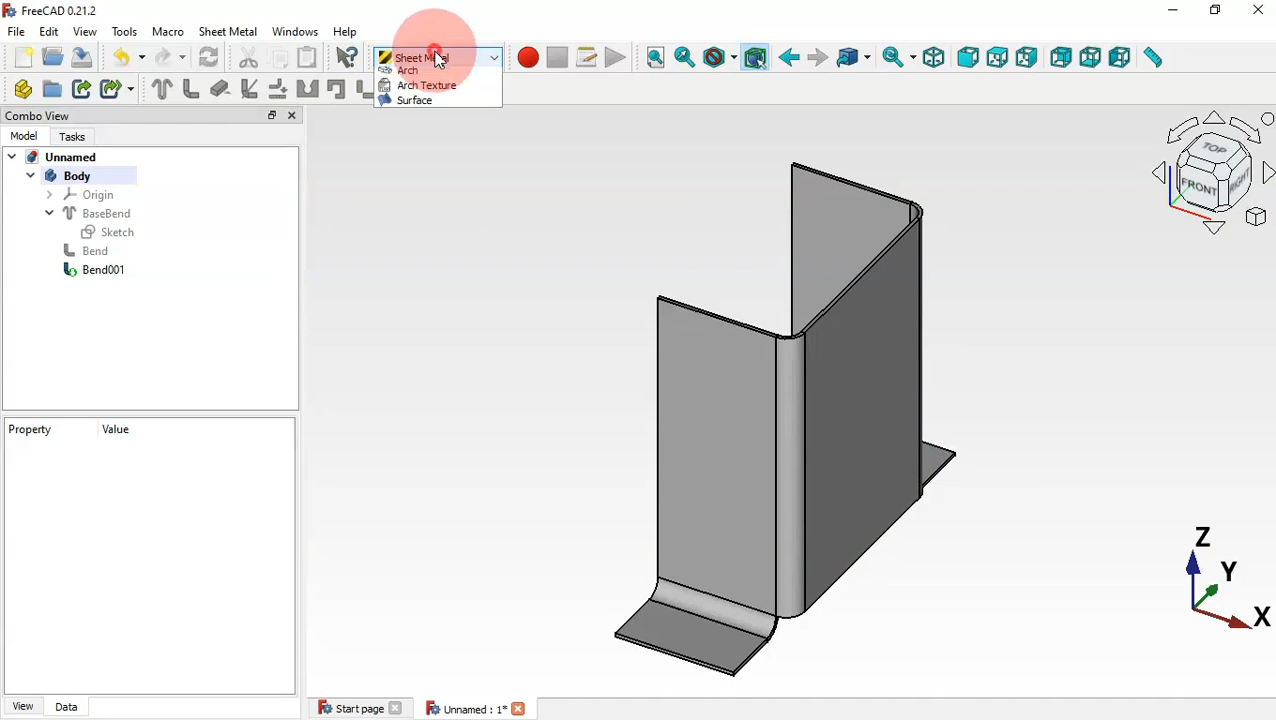 FreeCAD 0.21.2
File Edit View Tools Macro Sheet Metal Windows Help
Arch
Arch Texture
Surface
Combo View
Model Tasks
Unnamed
Body
Origin
BaseBend
Sketch
Bend
Bend001
Property Value
View Data
Start page Unnamed : 1*
TOP
FRONT RIGHT
Z
Y
X